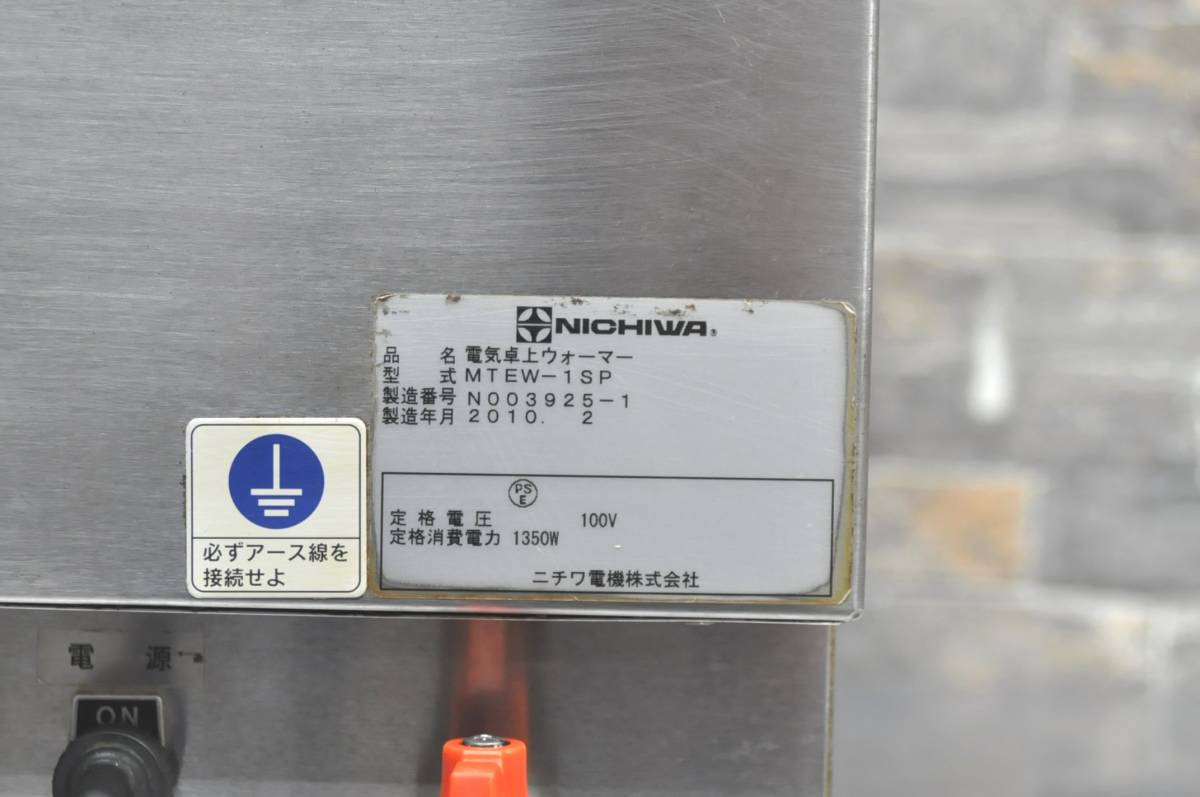 NICHIWA
品 名 電気卓上ウォーマー
型 式 MTEW-1SP
製造番号 N003925-1
製造年月 2010. 2
PS
E
定格電圧 100V
定格消費電力 1350W
ニチワ電機株式会社
必ずアース線を
接続せよ
電 源
ON